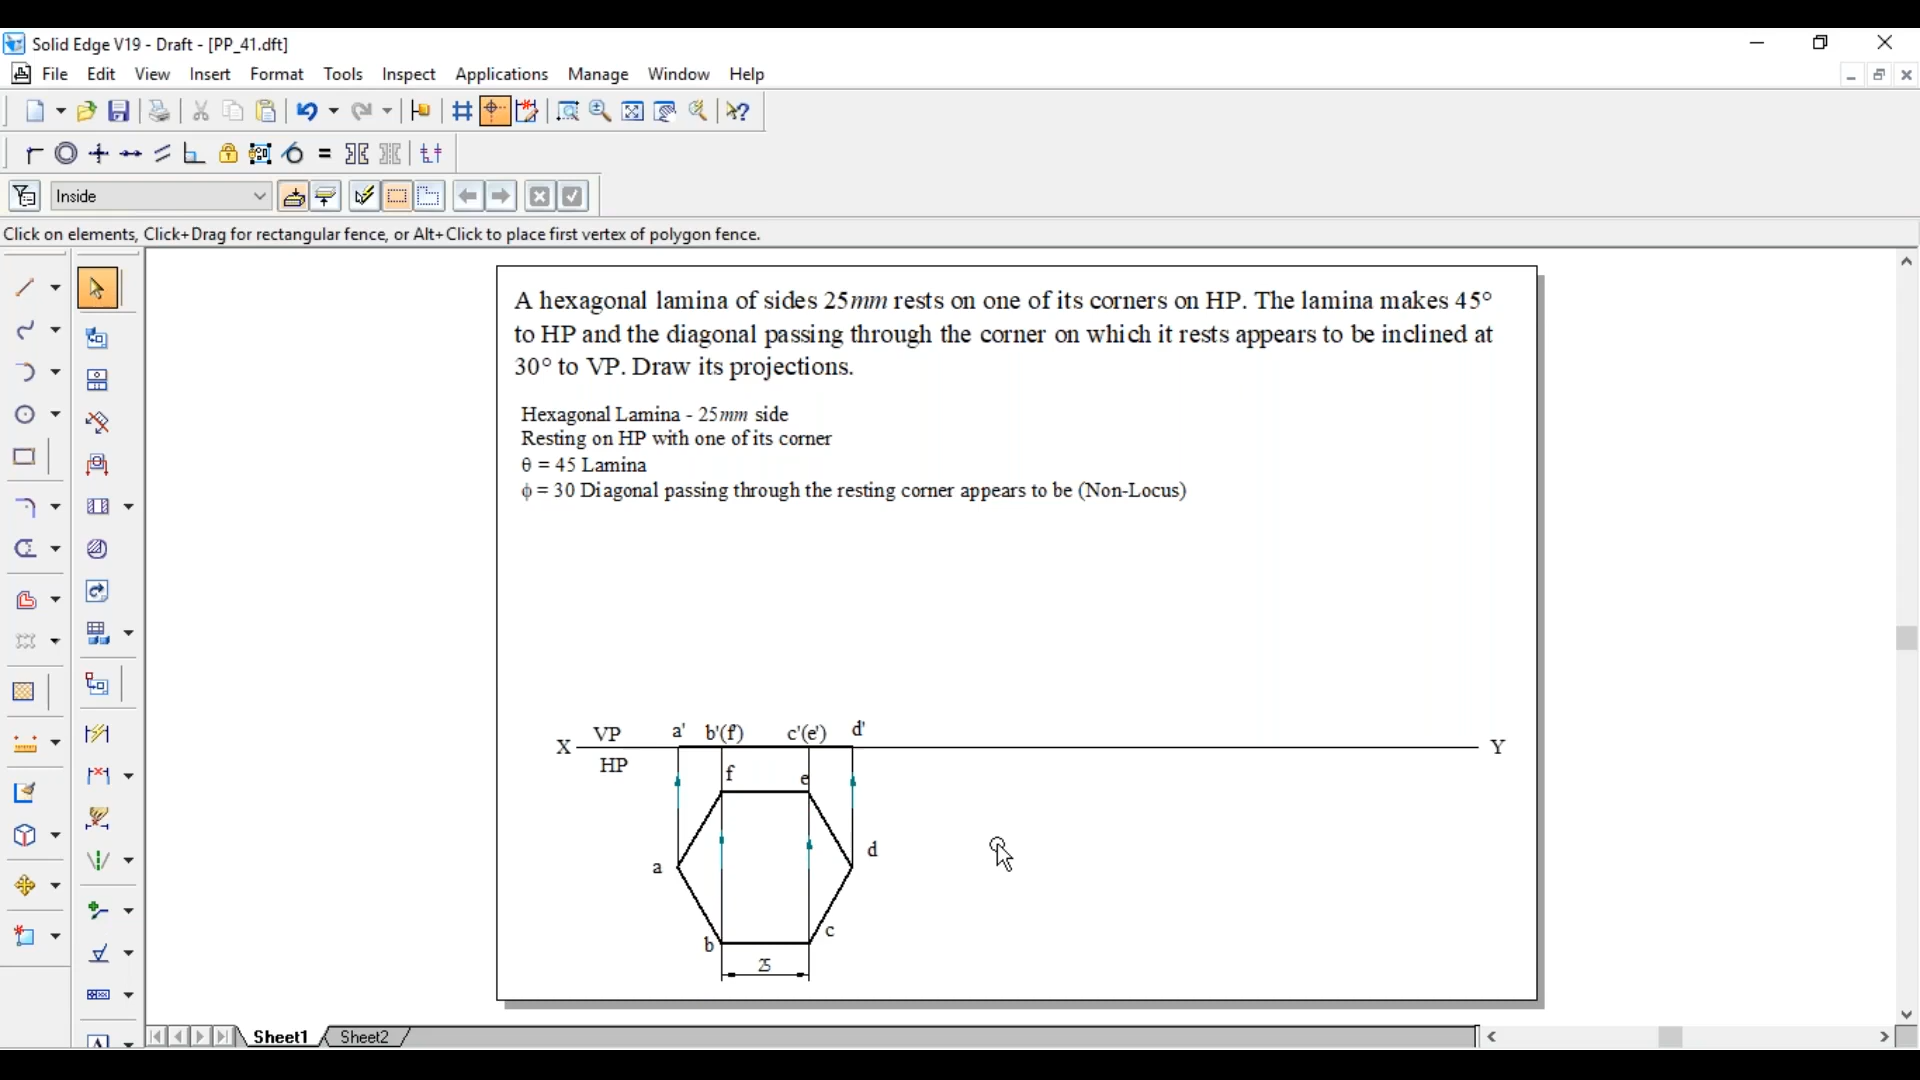 Solid Edge V19 - Draft - [PP_41.dft]
File Edit View Insert Format Tools Inspect Applications Manage Window Help
Inside
Click on elements, Click+Drag for rectangular fence, or Alt+Click to place first vertex of polygon fence.
A hexagonal lamina of sides 25mm rests on one of its corners on HP. The lamina makes 45°
to HP and the diagonal passing through the corner on which it rests appears to be inclined at
30° to VP. Draw its projections.
Hexagonal Lamina - 25mm side
Resting on HP with one of its corner
θ = 45 Lamina
ϕ = 30 Diagonal passing through the resting corner appears to be (Non-Locus)
a' b'(f') c'(e') d'
VP
X Y
HP
f e
a d
b c
25
Sheet1 Sheet2